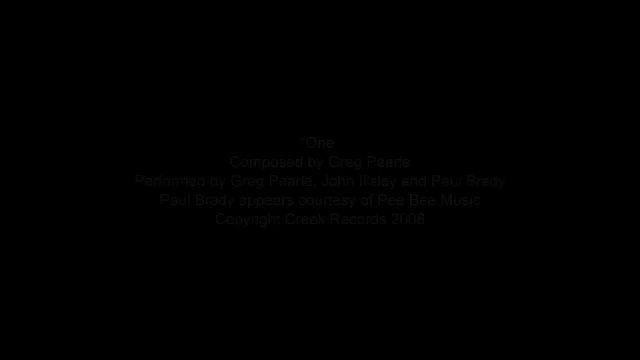 One
Composed by Greg Pearle
Performed by Greg Pearle, John Illsley and Paul Brady
Paul Brady appears courtesy of Pee Bee Music
Copyright Creek Records 2008